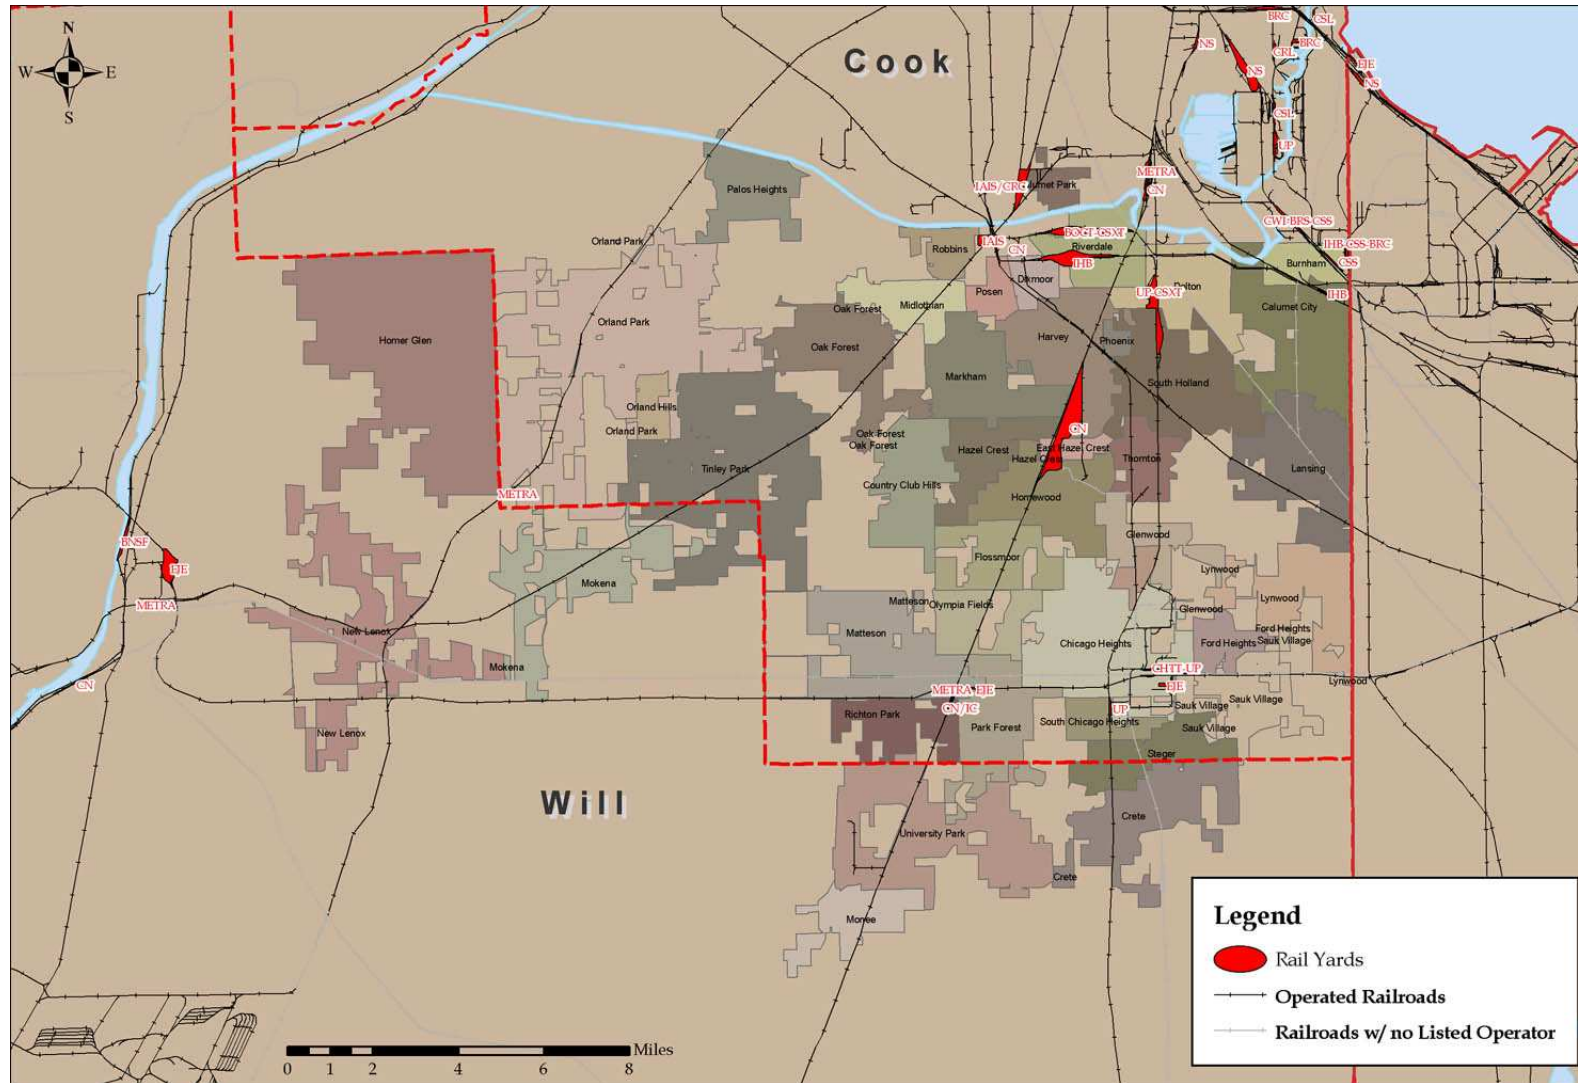 N
W E
S
Cook
BRC
CSL
NS
CRL
BRC
EJE
NS
NS
CSL
UP
Palos Heights
IAIS/CRC
METRA
CN
Orland Park
Robbins
IAIS
CN
BOCT-CSXT
Riverdale
IHB
CWI-BRS-CSS
IHB-CSS-BRC
CSS
Burnham
IHB
Posen
Dixmoor
UP-CSXT
Dolton
Calumet City
Midlothian
Oak Forest
Orland Park
Homer Glen
Oak Forest
Harvey
Phoenix
Markham
South Holland
Orland Hills
Orland Park
Oak Forest
Oak Forest
CN
Hazel Crest
East Hazel Crest
Hazel Crest
Thornton
Lansing
Tinley Park
Country Club Hills
Homewood
METRA
BNSF
EJE
METRA
Glenwood
Flossmoor
Lynwood
Mokena
Matteson
Olympia Fields
Glenwood
Lynwood
New Lenox
Matteson
Chicago Heights
Ford Heights
Ford Heights
Sauk Village
Mokena
CHTT-UP
EJE
Lynwood
CN
METRA-EJE
CN/IC
UP
Sauk Village
Sauk Village
Richton Park
Park Forest
South Chicago Heights
Sauk Village
New Lenox
Steger
Will
University Park
Crete
Crete
Monee
Legend
Rail Yards
Operated Railroads
Railroads w/ no Listed Operator
Miles
0 1 2 4 6 8